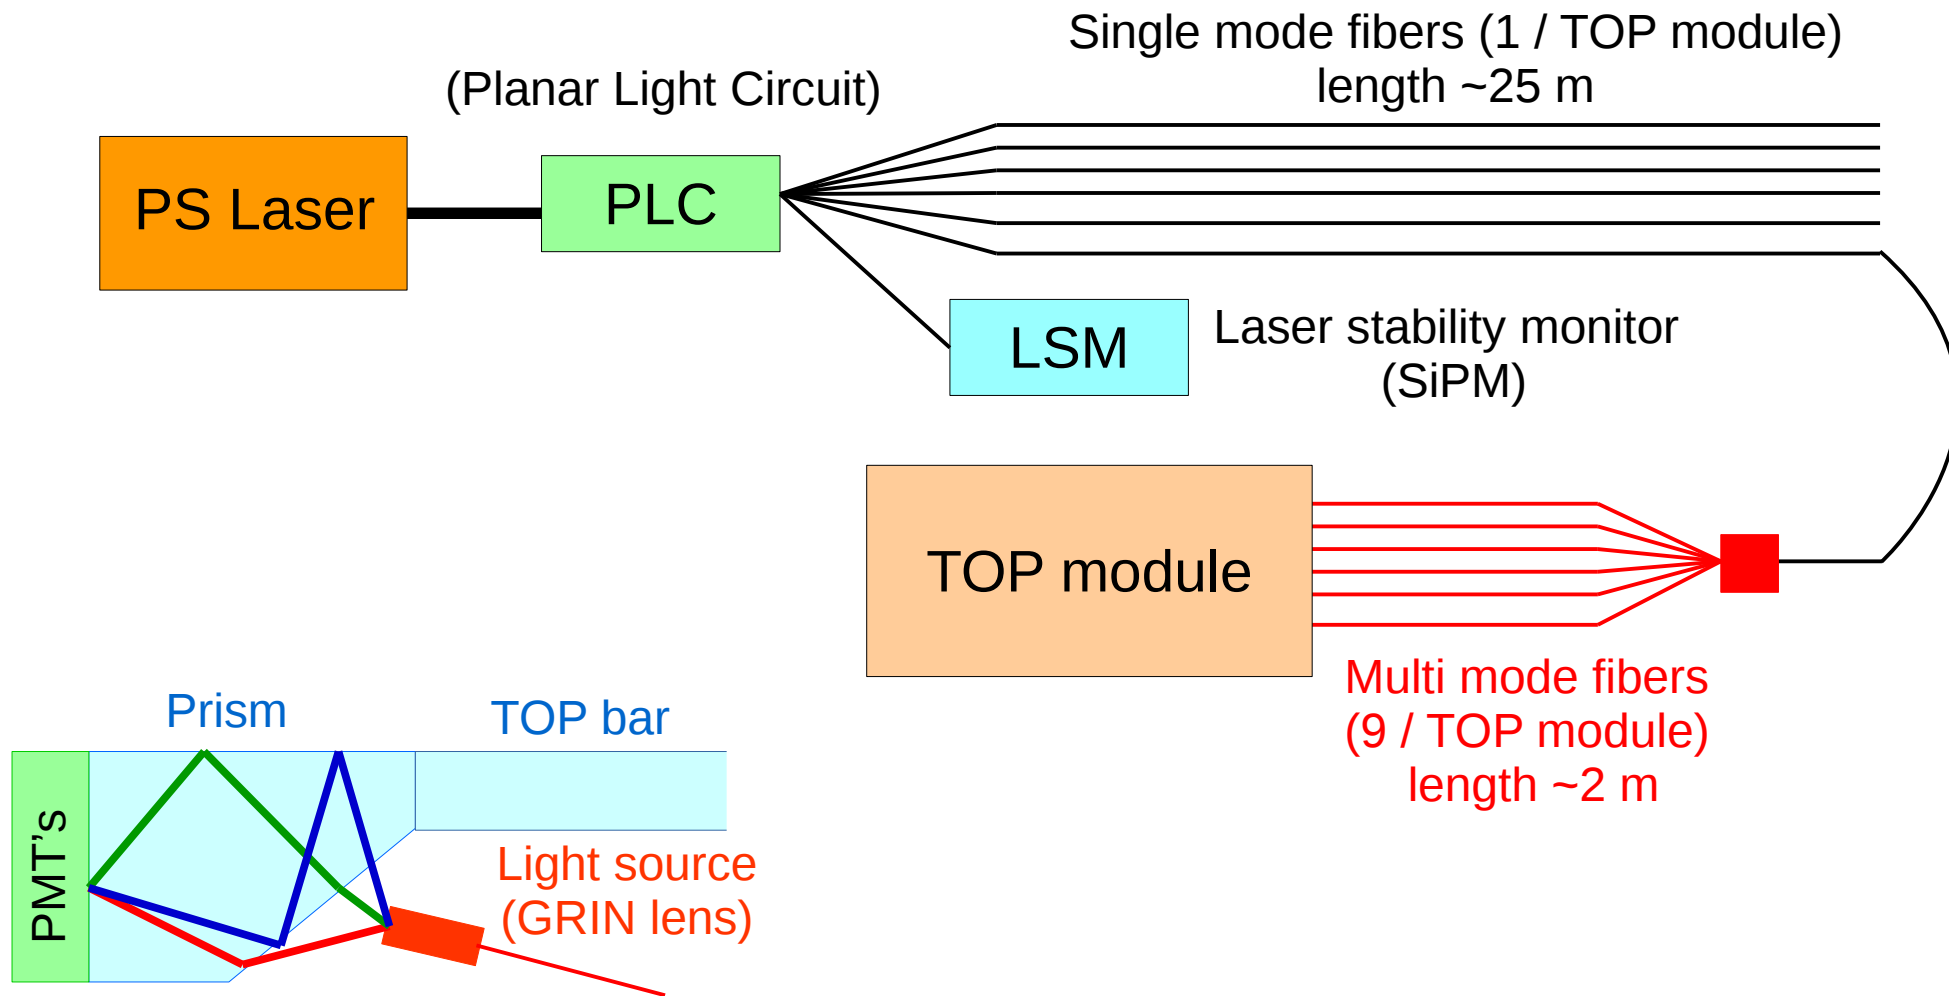 Single mode fibers (1 / TOP module)
length ~25 m
(Planar Light Circuit)
PS Laser
PLC
LSM
Laser stability monitor
(SiPM)
TOP module
Multi mode fibers
(9 / TOP module)
length ~2 m
Prism
TOP bar
PMT's
Light source
(GRIN lens)